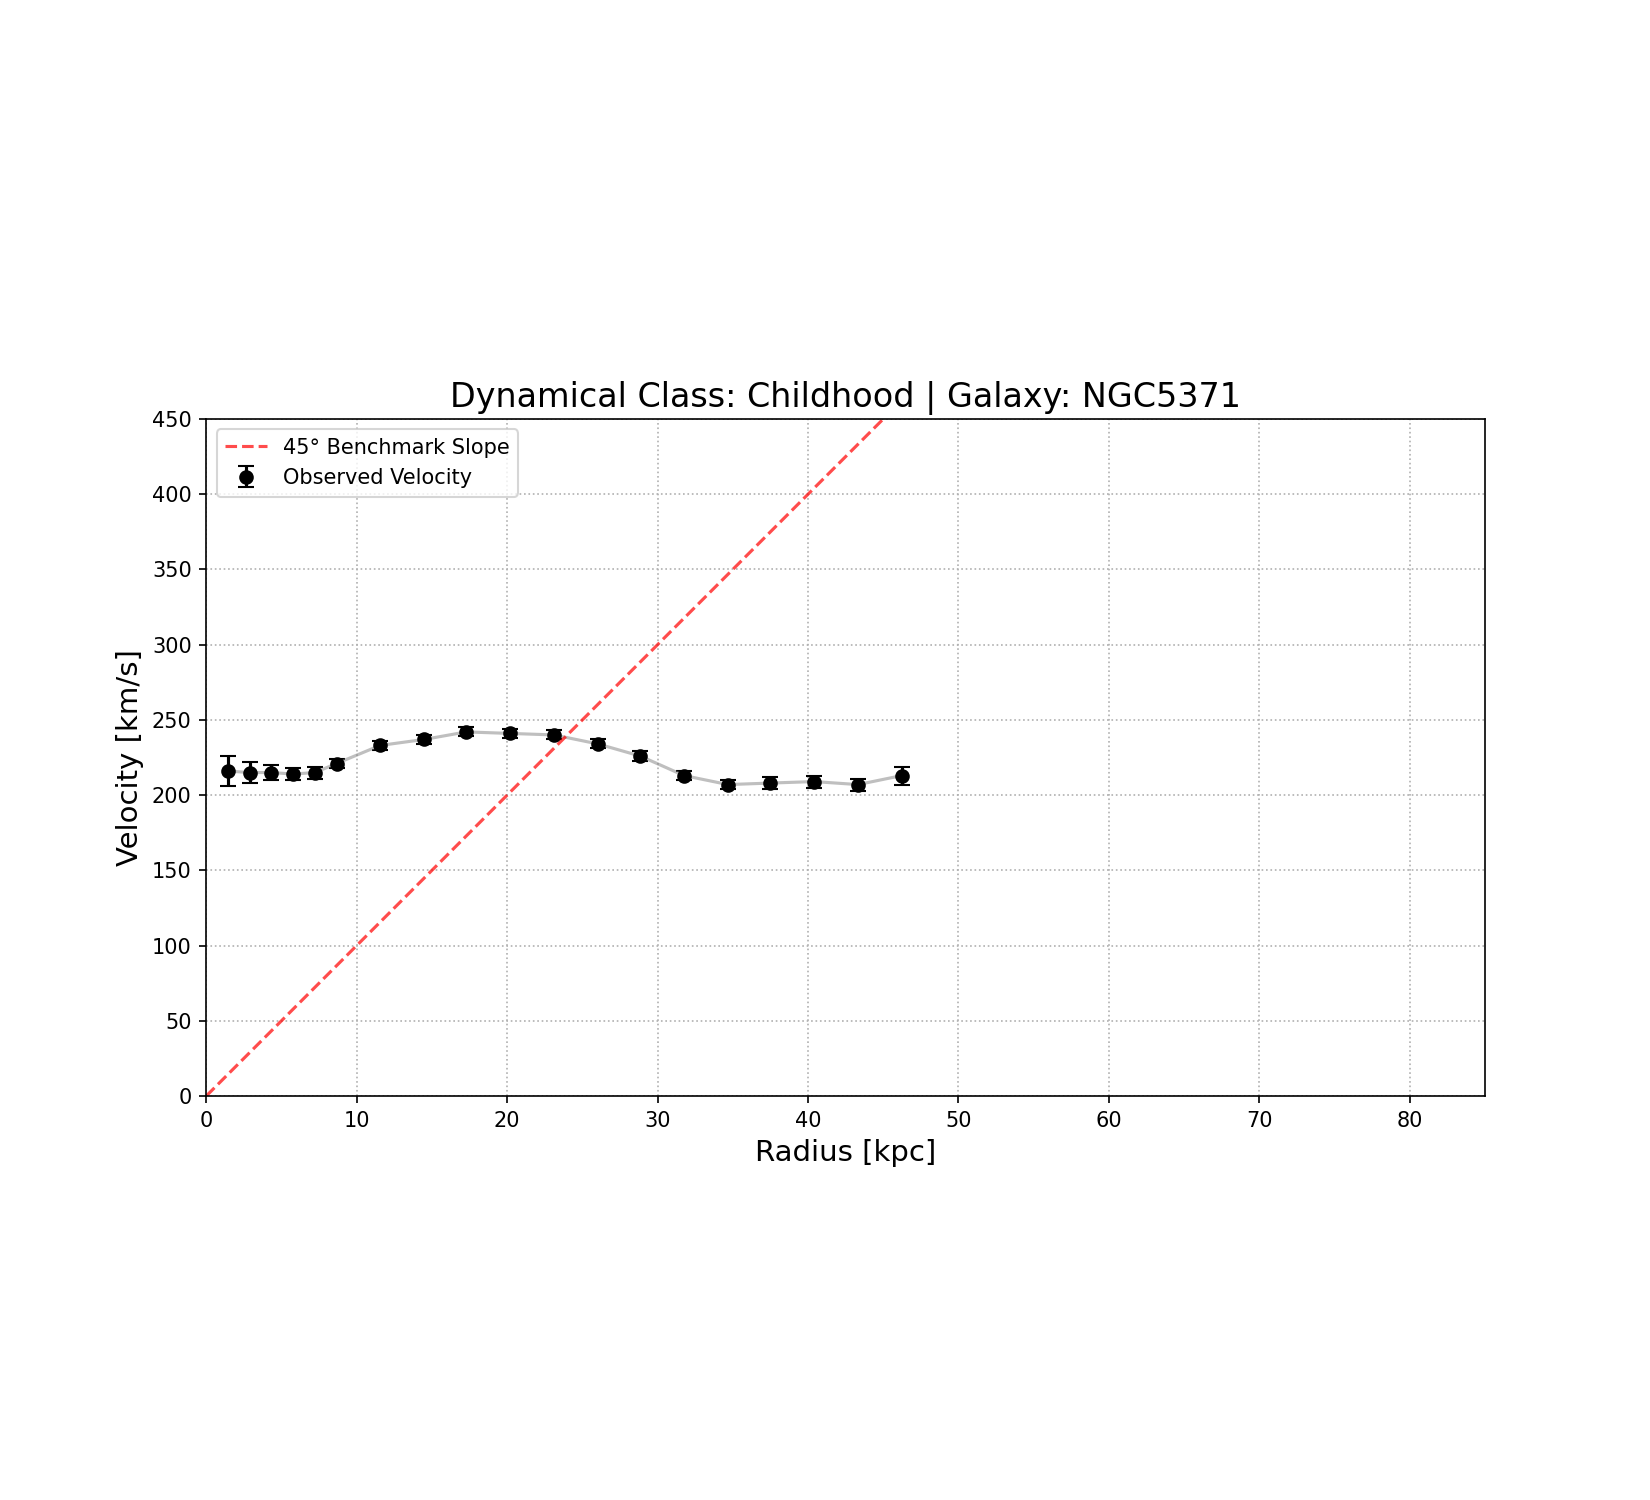 Dynamical Class: Childhood | Galaxy: NGC5371
45° Benchmark Slope
Observed Velocity
Velocity [km/s]
450
400
350
300
250
200
150
100
50
0
0 10 20 30 40 50 60 70 80
Radius [kpc]